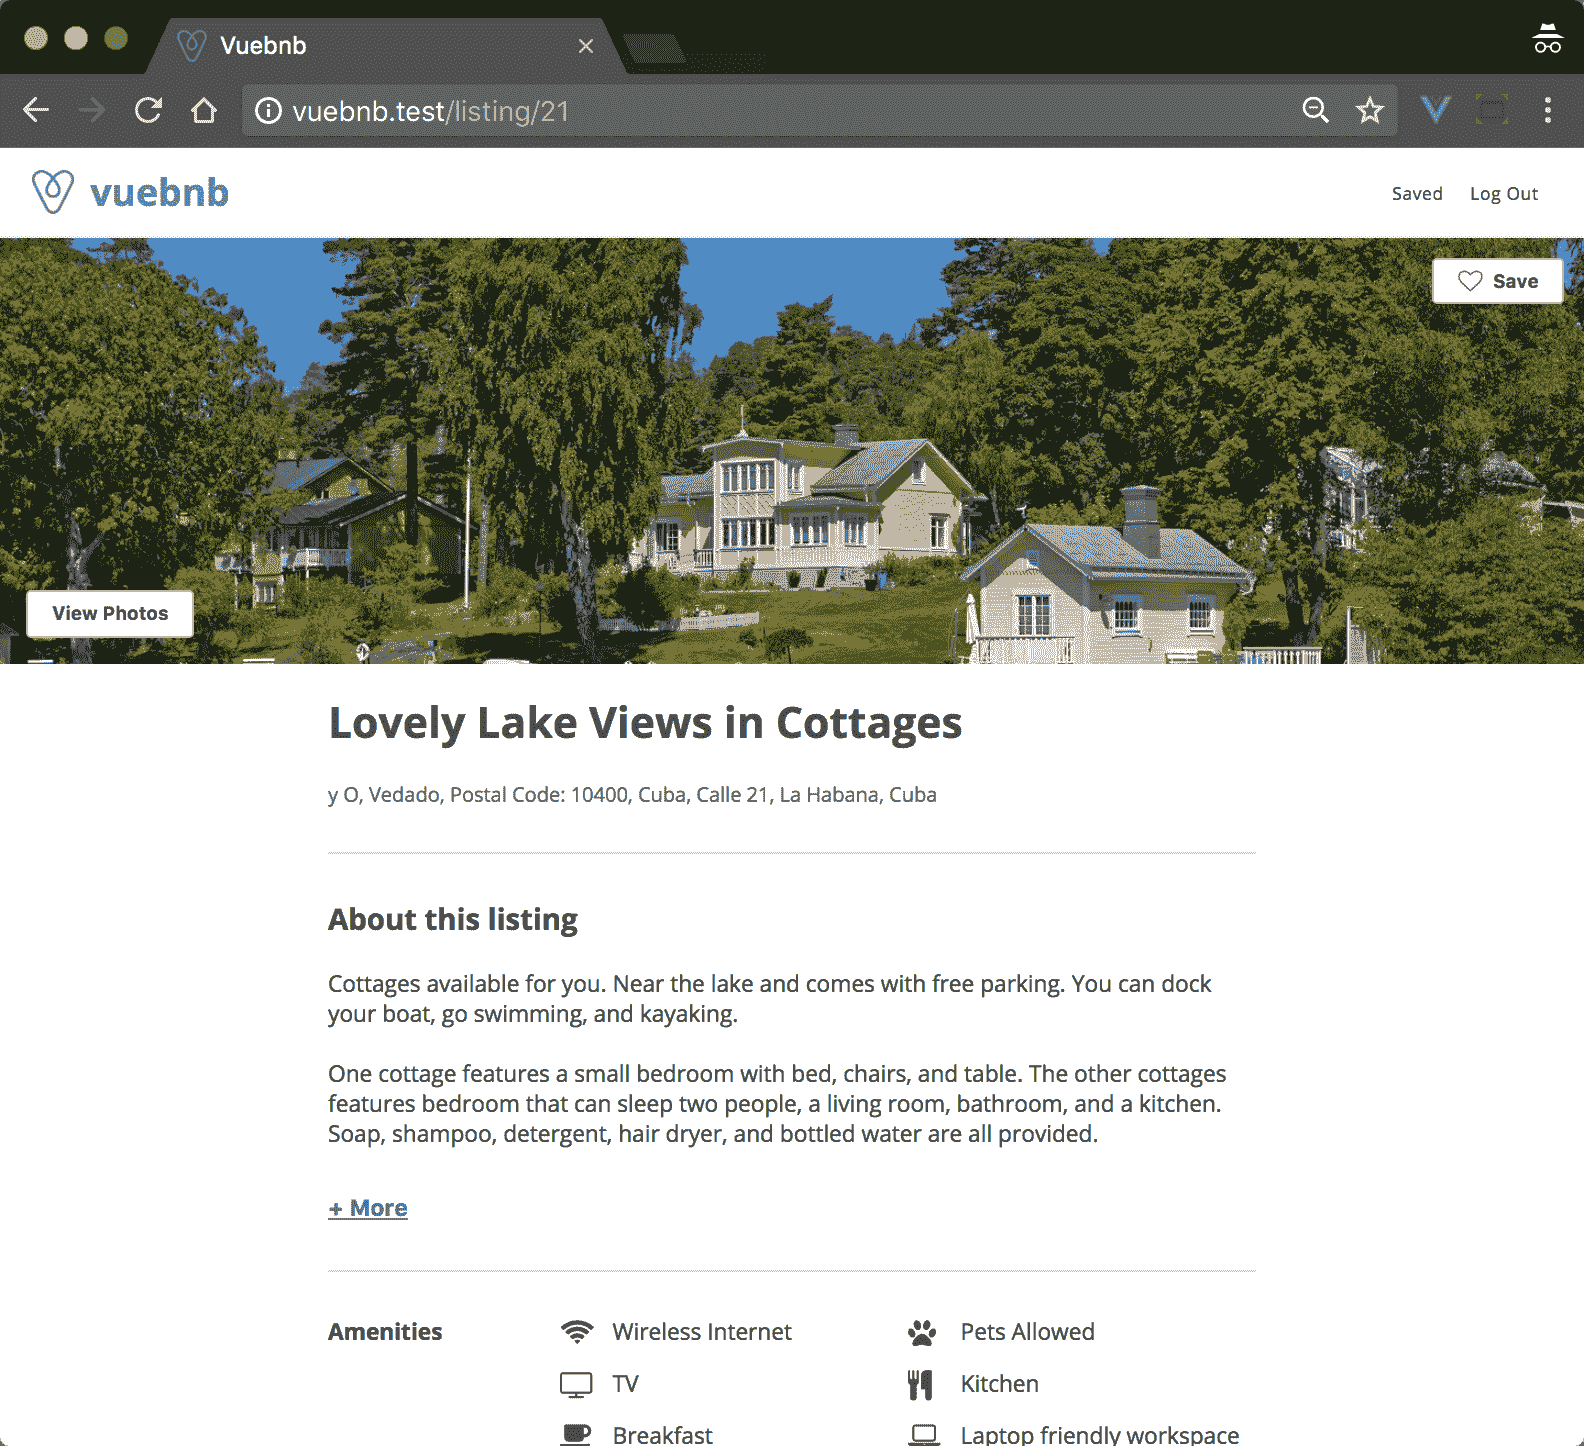 Vuebnb
vuebnb.test/listing/21
vuebnb
Saved Log Out
Save
View Photos
Lovely Lake Views in Cottages
y O, Vedado, Postal Code: 10400, Cuba, Calle 21, La Habana, Cuba
About this listing
Cottages available for you. Near the lake and comes with free parking. You can dock
your boat, go swimming, and kayaking.
One cottage features a small bedroom with bed, chairs, and table. The other cottages
features bedroom that can sleep two people, a living room, bathroom, and a kitchen.
Soap, shampoo, detergent, hair dryer, and bottled water are all provided.
+ More
Amenities Wireless Internet Pets Allowed
TV Kitchen
Breakfast Laptop friendly workspace